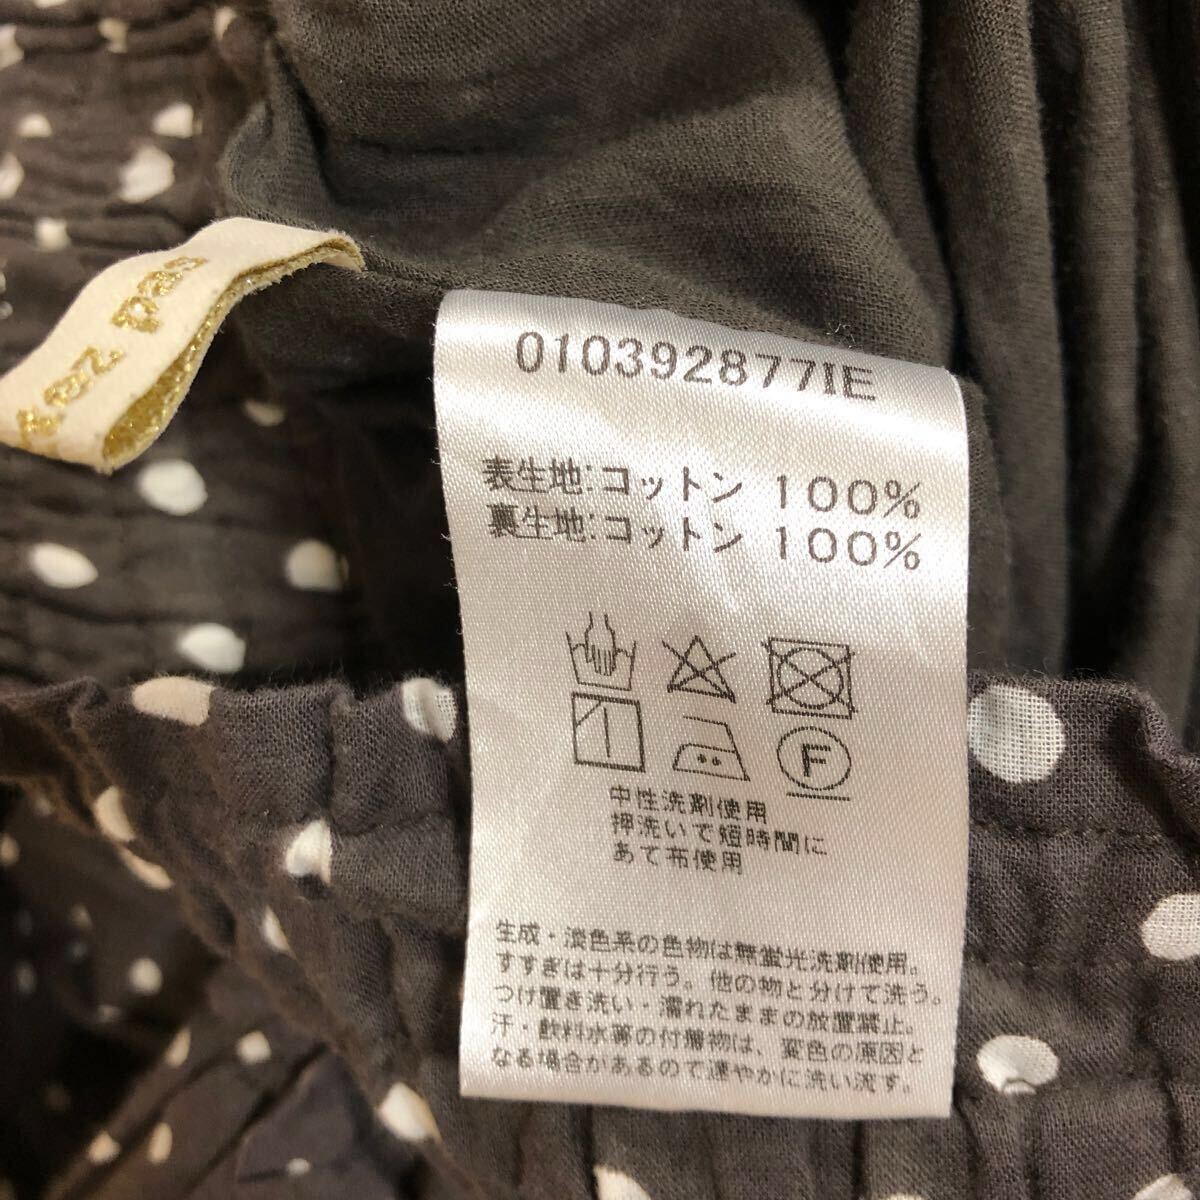 010392877IE
表生地:コットン 100%
裏生地:コットン 100%
F
中性洗剤使用
押洗いで短時間に
あて布使用
生成・淡色系の色物は無蛍光洗剤使用。
すすぎは十分行う。他の物と分けて洗う。
つけ置き洗い・濡れたままの放置禁止。
汗・飲料水等の付着物は、変色の原因と
なる場合があるので速やかに洗い流す。